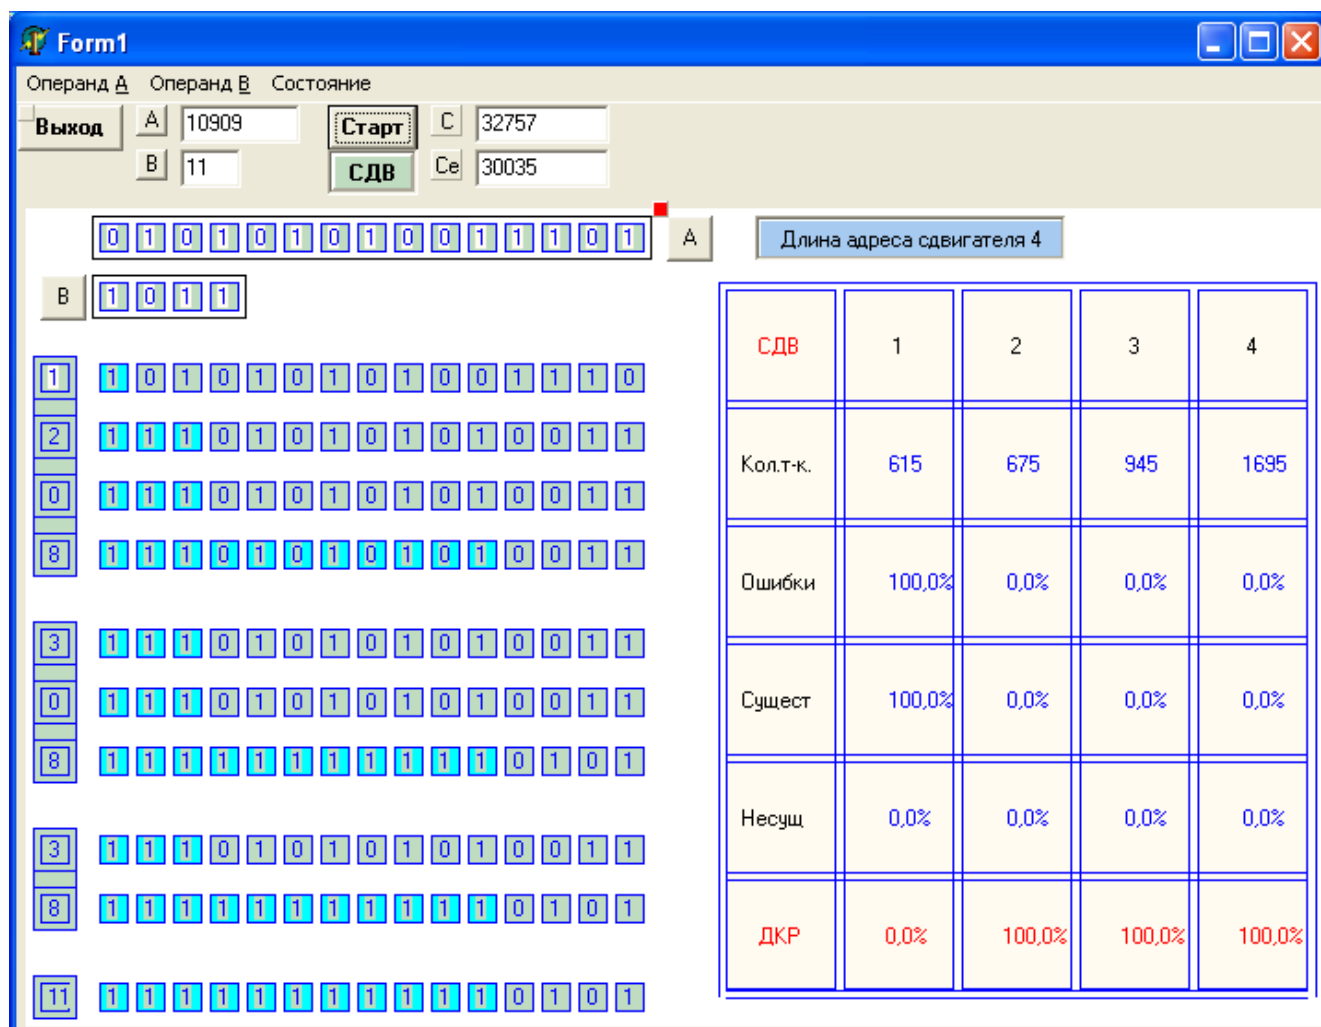 Form1
Операнд A Операнд B Состояние
Выход A 10909 Старт C 32757
B 11 СДВ Ce 30035
0 1 0 1 0 1 0 1 0 0 1 1 1 0 1 A Длина адреса сдвигателя 4
B 1 0 1 1
1 1 0 1 0 1 0 1 0 1 0 0 1 1 1 0
2 1 1 1 0 1 0 1 0 1 0 1 0 0 1 1
0 1 1 1 0 1 0 1 0 1 0 1 0 0 1 1
8 1 1 1 0 1 0 1 0 1 0 1 0 0 1 1
3 1 1 1 0 1 0 1 0 1 0 1 0 0 1 1
0 1 1 1 0 1 0 1 0 1 0 1 0 0 1 1
8 1 1 1 1 1 1 1 1 1 1 1 0 1 0 1
3 1 1 1 0 1 0 1 0 1 0 1 0 0 1 1
8 1 1 1 1 1 1 1 1 1 1 1 0 1 0 1
11 1 1 1 1 1 1 1 1 1 1 1 0 1 0 1
СДВ 1 2 3 4
Кол.т-к. 615 675 945 1695
Ошибки 100,0% 0,0% 0,0% 0,0%
Сущест 100,0% 0,0% 0,0% 0,0%
Несущ 0,0% 0,0% 0,0% 0,0%
ДКР 0,0% 100,0% 100,0% 100,0%